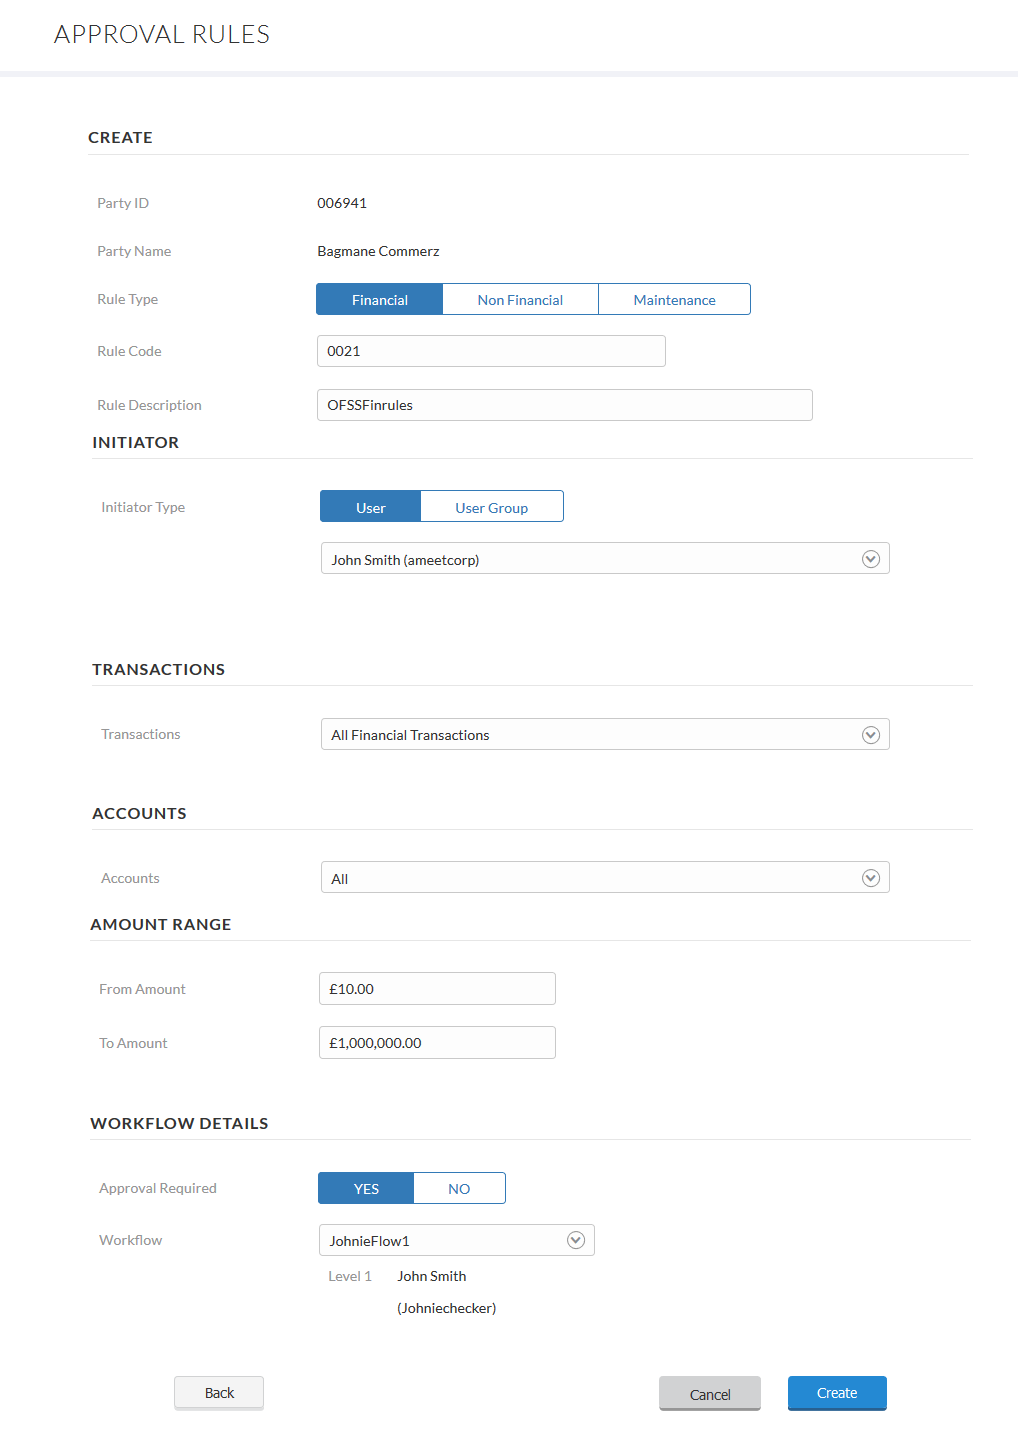 APPROVAL RULES
CREATE
Party ID 006941
Party Name Bagmane Commerz
Rule Type Financial Non Financial Maintenance
Rule Code 0021
Rule Description OFSSFinrules
INITIATOR
Initiator Type User User Group
John Smith (ameetcorp)
TRANSACTIONS
Transactions All Financial Transactions
ACCOUNTS
Accounts All
AMOUNT RANGE
From Amount £10.00
To Amount £1,000,000.00
WORKFLOW DETAILS
Approval Required YES NO
Workflow JohnieFlow1
Level 1 John Smith
(Johniechecker)
Back Cancel Create